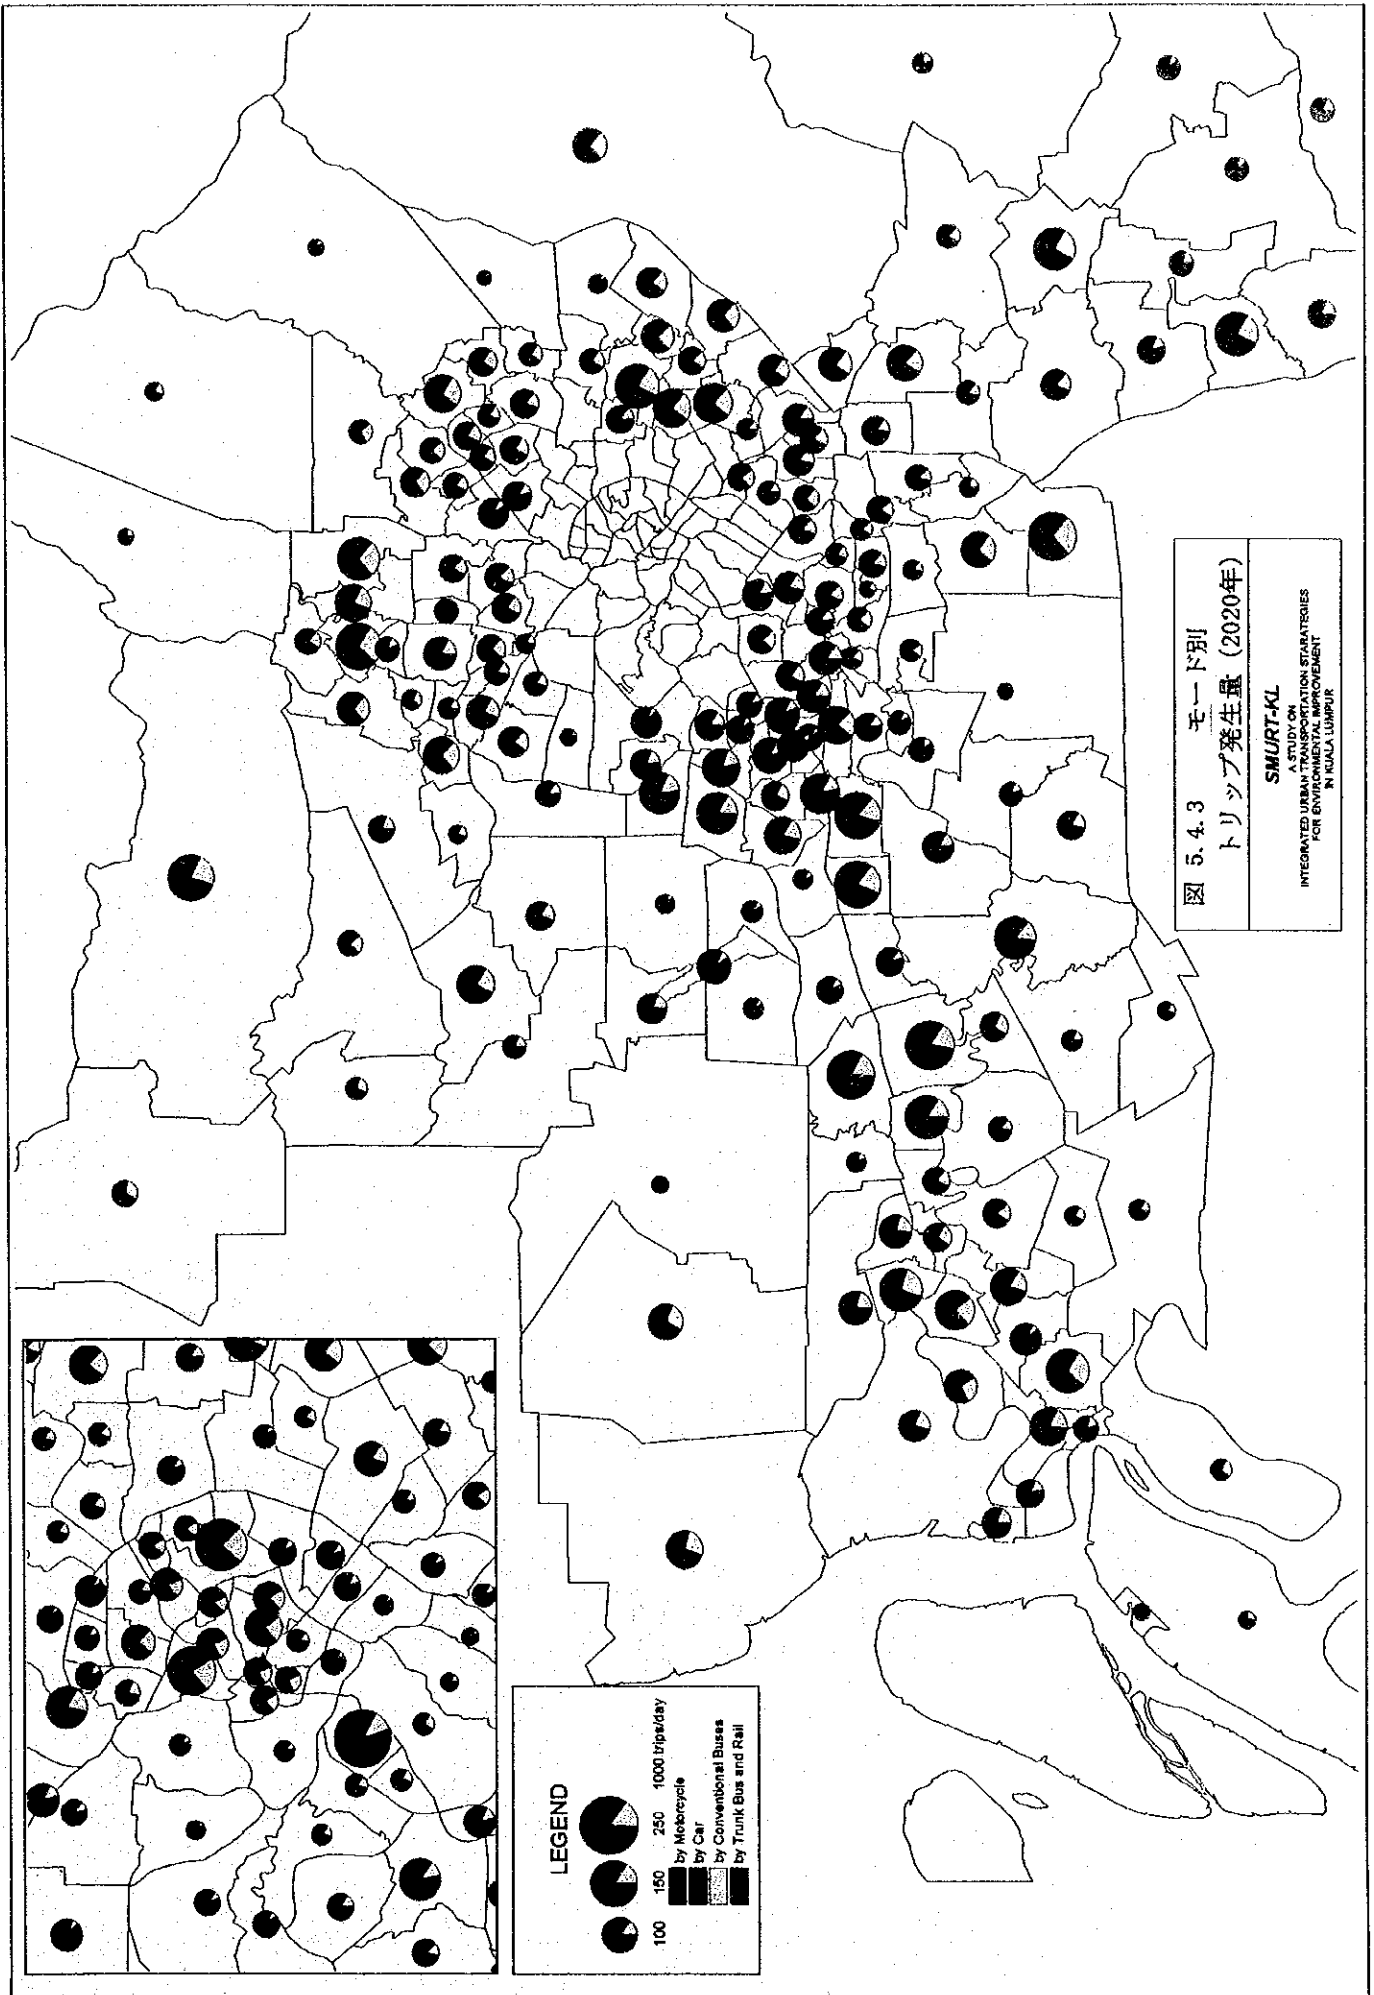 LEGEND
100 150 250 1000 trips/day
by Motorcycle
by Car
by Conventional Buses
by Trunk Bus and Rail
図 5.4.3 モード別
トリップ発生量 (2020年)
SMURT-KL
A STUDY ON
INTEGRATED URBAN TRANSPORTATION STARATEGIES
FOR ENVIRONMENTAL IMPROVEMENT
IN KUALA LUMPUR